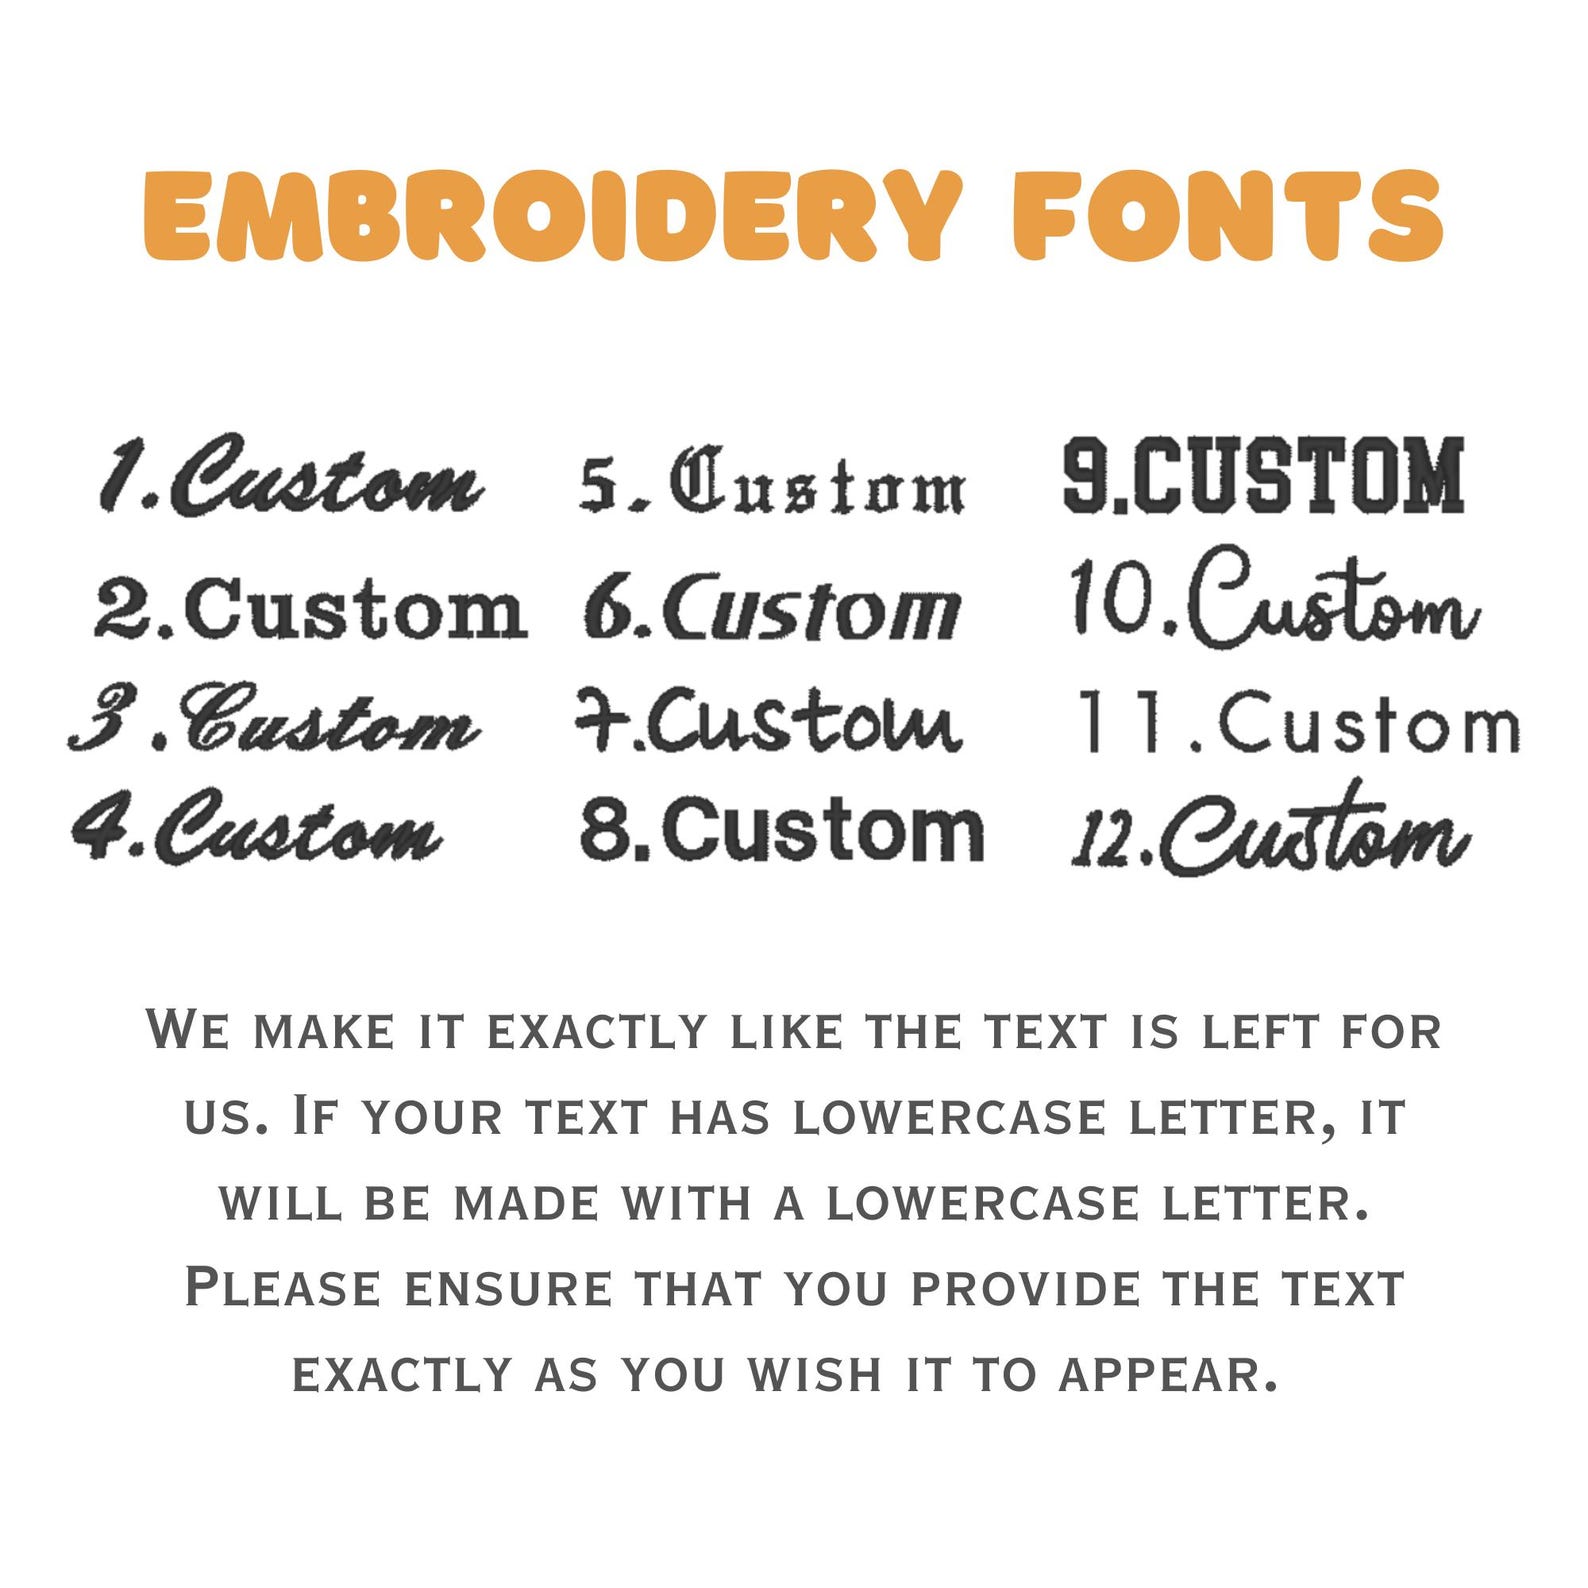 EMBROIDERY FONTS
1.Custom
2.Custom
3.Custom
4.Custom
5.Custom
6.Custom
7.Custom
8.Custom
9.CUSTOM
10.Custom
11.Custom
12.Custom
We make it exactly like the text is left for
us. If your text has lowercase letter, it
will be made with a lowercase letter.
Please ensure that you provide the text
exactly as you wish it to appear.